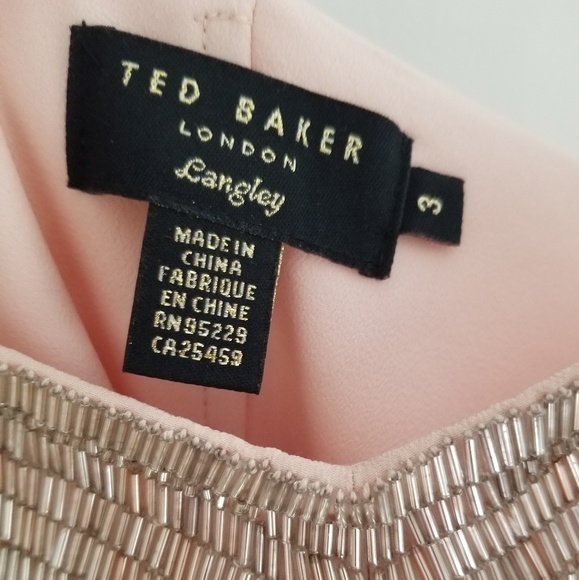 TED BAKER
LONDON
Langley
3
MADE IN
CHINA
FABRIQUE
EN CHINE
RN95229
CA25459